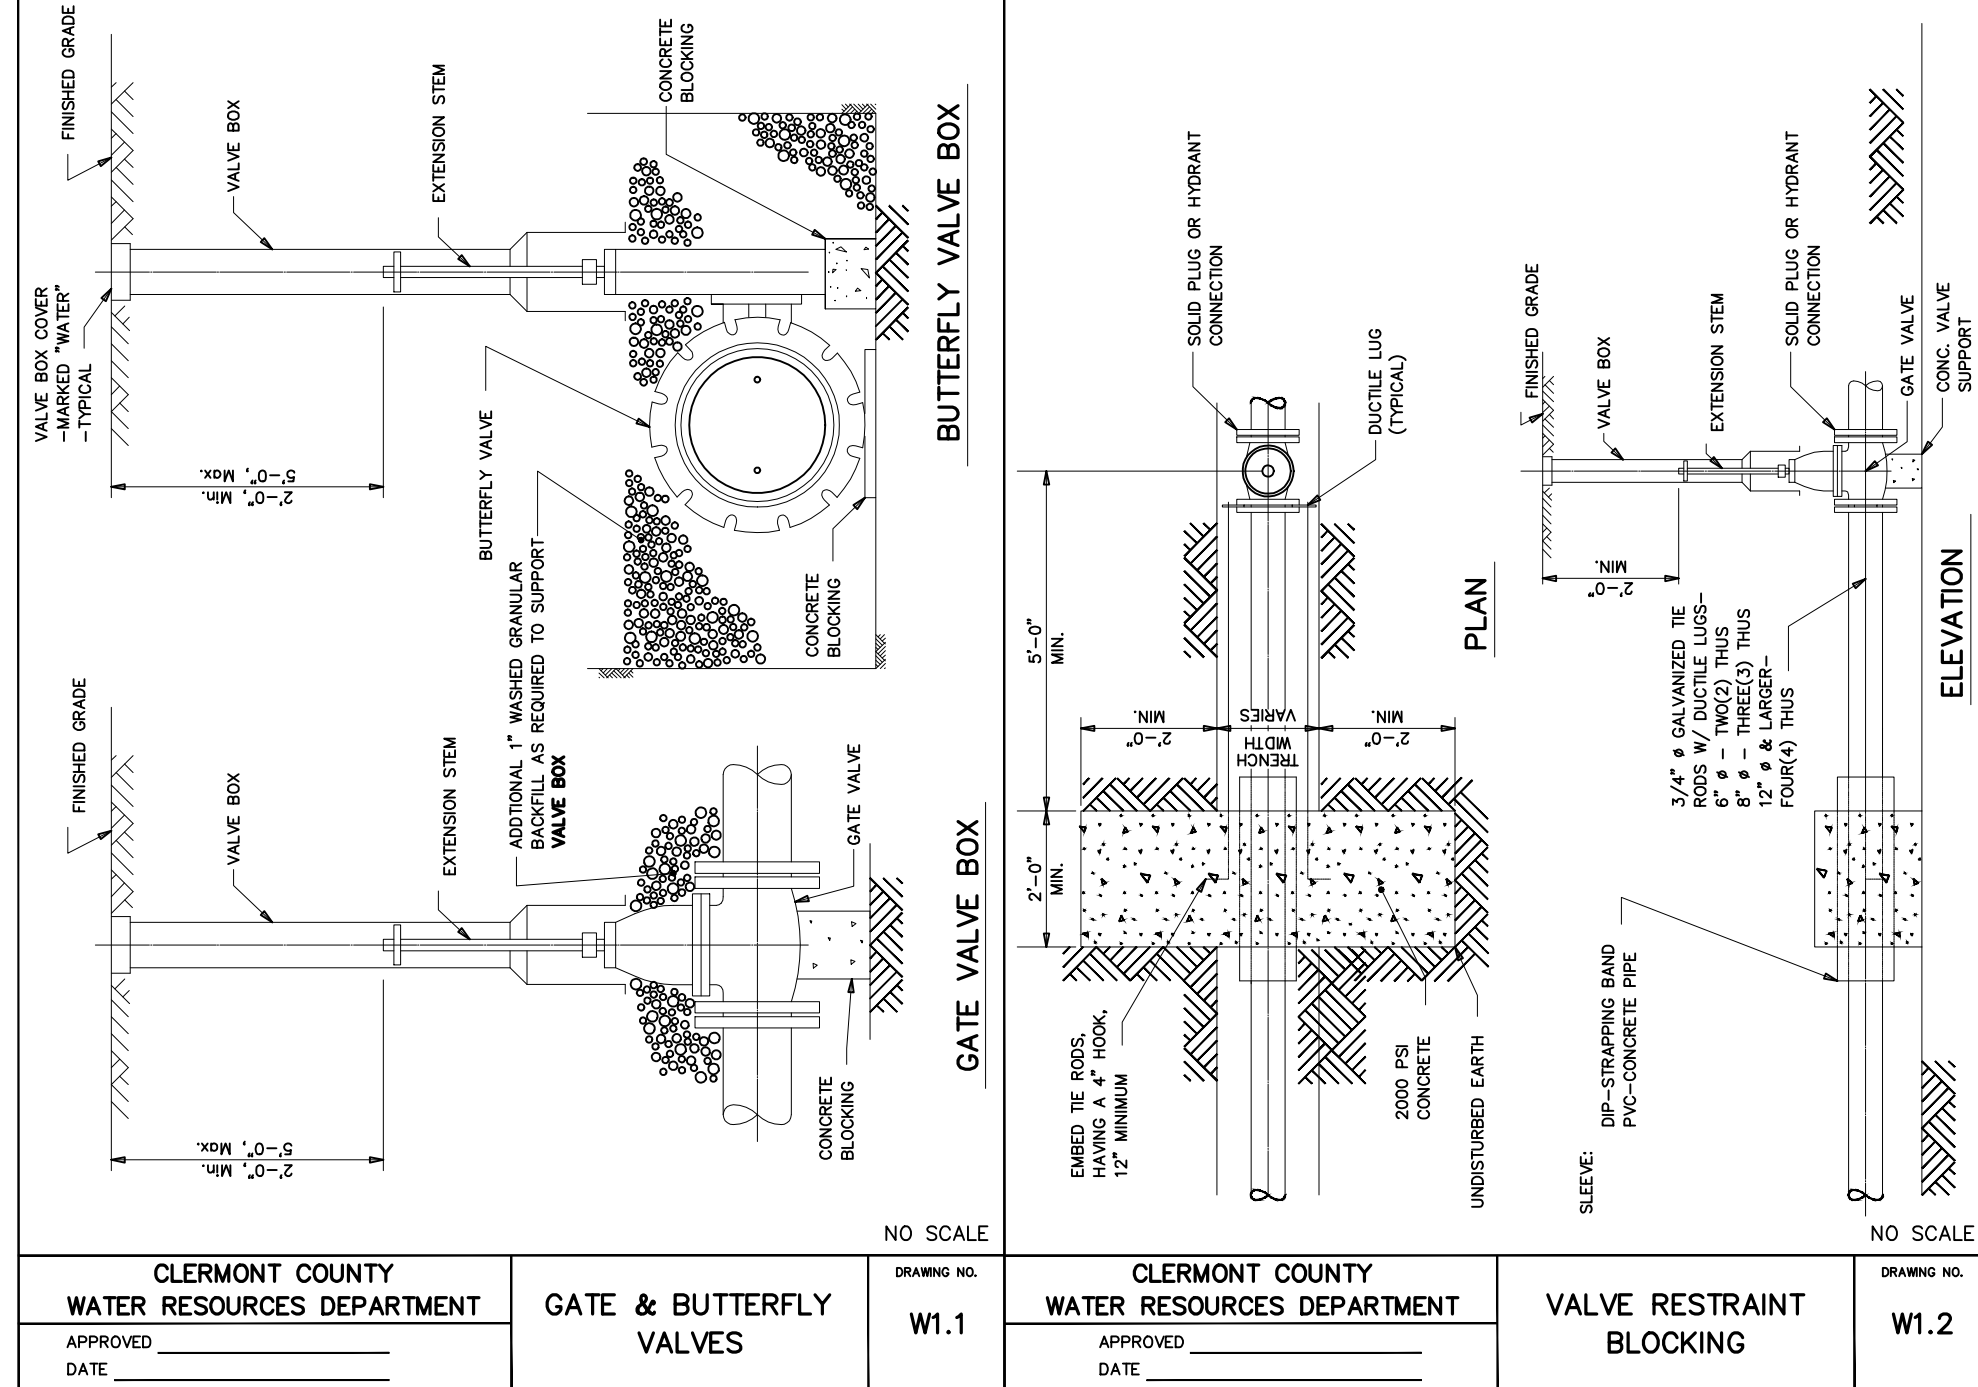 FINISHED GRADE
VALVE BOX
EXTENSION STEM
CONCRETE
BLOCKING
VALVE BOX COVER
-MARKED "WATER"
-TYPICAL
2'-0", Min.
5'-0", Max.
BUTTERFLY VALVE
CONCRETE
BLOCKING
BUTTERFLY VALVE BOX
ADDTIONAL 1" WASHED GRANULAR
BACKFILL AS REQUIRED TO SUPPORT
VALVE BOX
FINISHED GRADE
VALVE BOX
EXTENSION STEM
GATE VALVE
2'-0", Min.
5'-0", Max.
CONCRETE
BLOCKING
GATE VALVE BOX
NO SCALE
CLERMONT COUNTY
WATER RESOURCES DEPARTMENT
APPROVED
DATE
GATE & BUTTERFLY
VALVES
DRAWING NO.
W1.1
SOLID PLUG OR HYDRANT
CONNECTION
DUCTILE LUG
(TYPICAL)
5'-0"
MIN.
2'-0"
MIN.
2'-0"
MIN.
TRENCH
WIDTH
VARIES
2'-0"
MIN.
PLAN
EMBED TIE RODS,
HAVING A 4" HOOK,
12" MINIMUM
2000 PSI
CONCRETE
UNDISTURBED EARTH
FINISHED GRADE
VALVE BOX
EXTENSION STEM
SOLID PLUG OR HYDRANT
CONNECTION
GATE VALVE
CONC. VALVE
SUPPORT
2'-0"
MIN.
3/4" ø GALVANIZED TIE
RODS W/ DUCTILE LUGS-
6" ø - TWO(2) THUS
8" ø - THREE(3) THUS
12" ø & LARGER-
FOUR(4) THUS
ELEVATION
SLEEVE:
DIP-STRAPPING BAND
PVC-CONCRETE PIPE
NO SCALE
CLERMONT COUNTY
WATER RESOURCES DEPARTMENT
APPROVED
DATE
VALVE RESTRAINT
BLOCKING
DRAWING NO.
W1.2